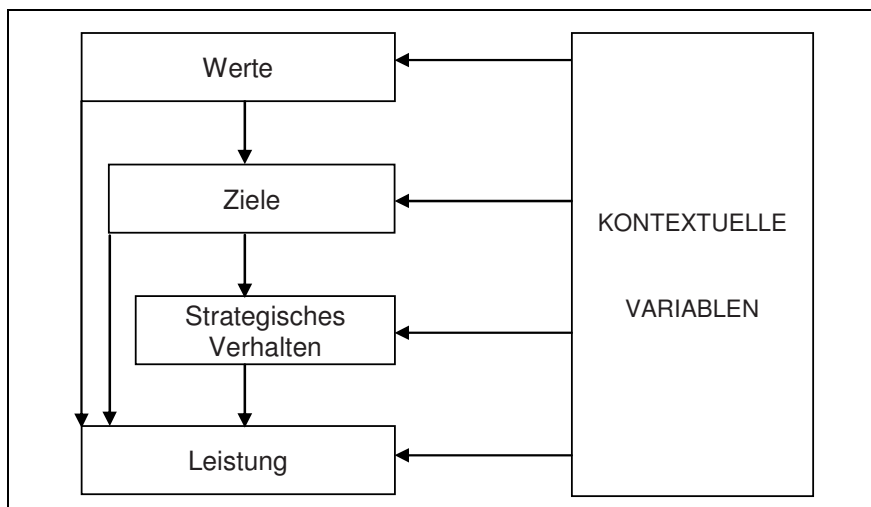 Werte
Ziele
Strategisches
Verhalten
Leistung
KONTEXTUELLE
VARIABLEN